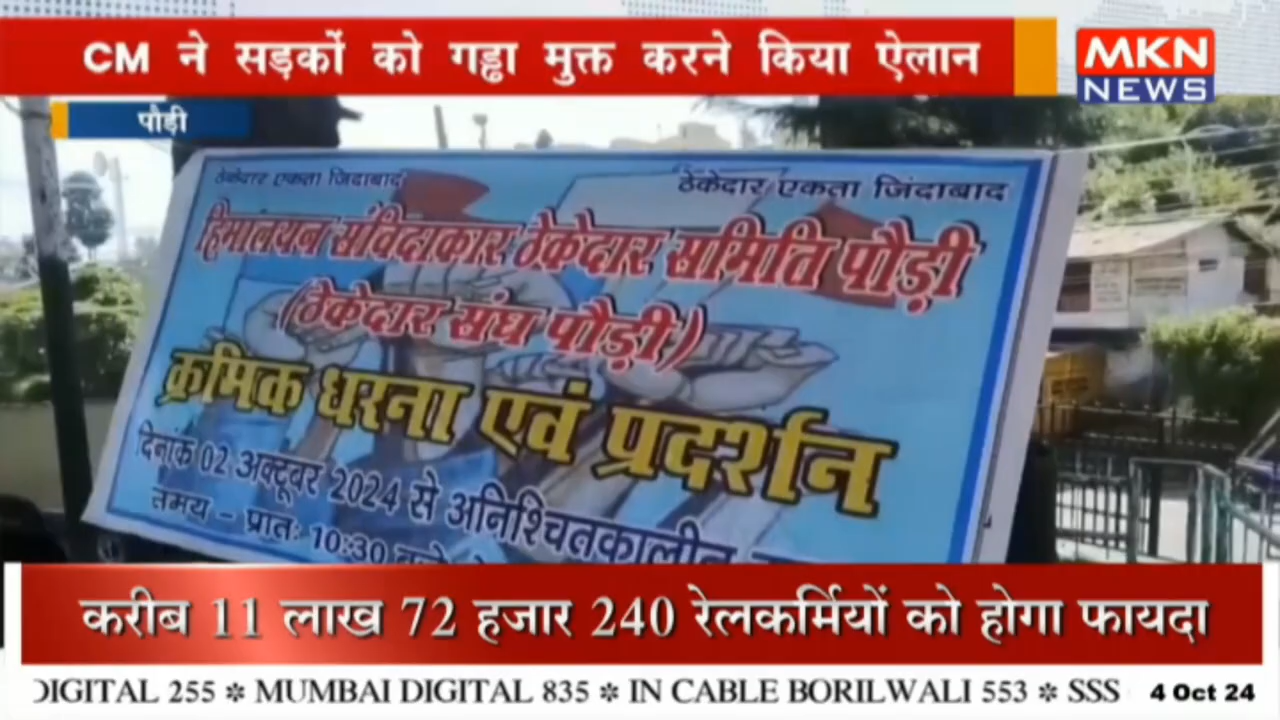 CM ने सड़कों को गड्ढा मुक्त करने किया ऐलान
MKN
NEWS
पौड़ी
ठेकेदार एकता जिंदाबाद ठेकेदार एकता जिंदाबाद
हिमालयन संविदाकार ठेकेदार समिति पौड़ी
(ठेकेदार संघ पौड़ी)
क्रमिक धरना एवं प्रदर्शन
दिनांक 02 अक्टूबर 2024 से अनिश्चितकालीन
समय - प्रातः 10:30 बजे से
करीब 11 लाख 72 हजार 240 रेलकर्मियों को होगा फायदा
DIGITAL 255 ✻ MUMBAI DIGITAL 835 ✻ IN CABLE BORILWALI 553 ✻ SSS 4 Oct 24